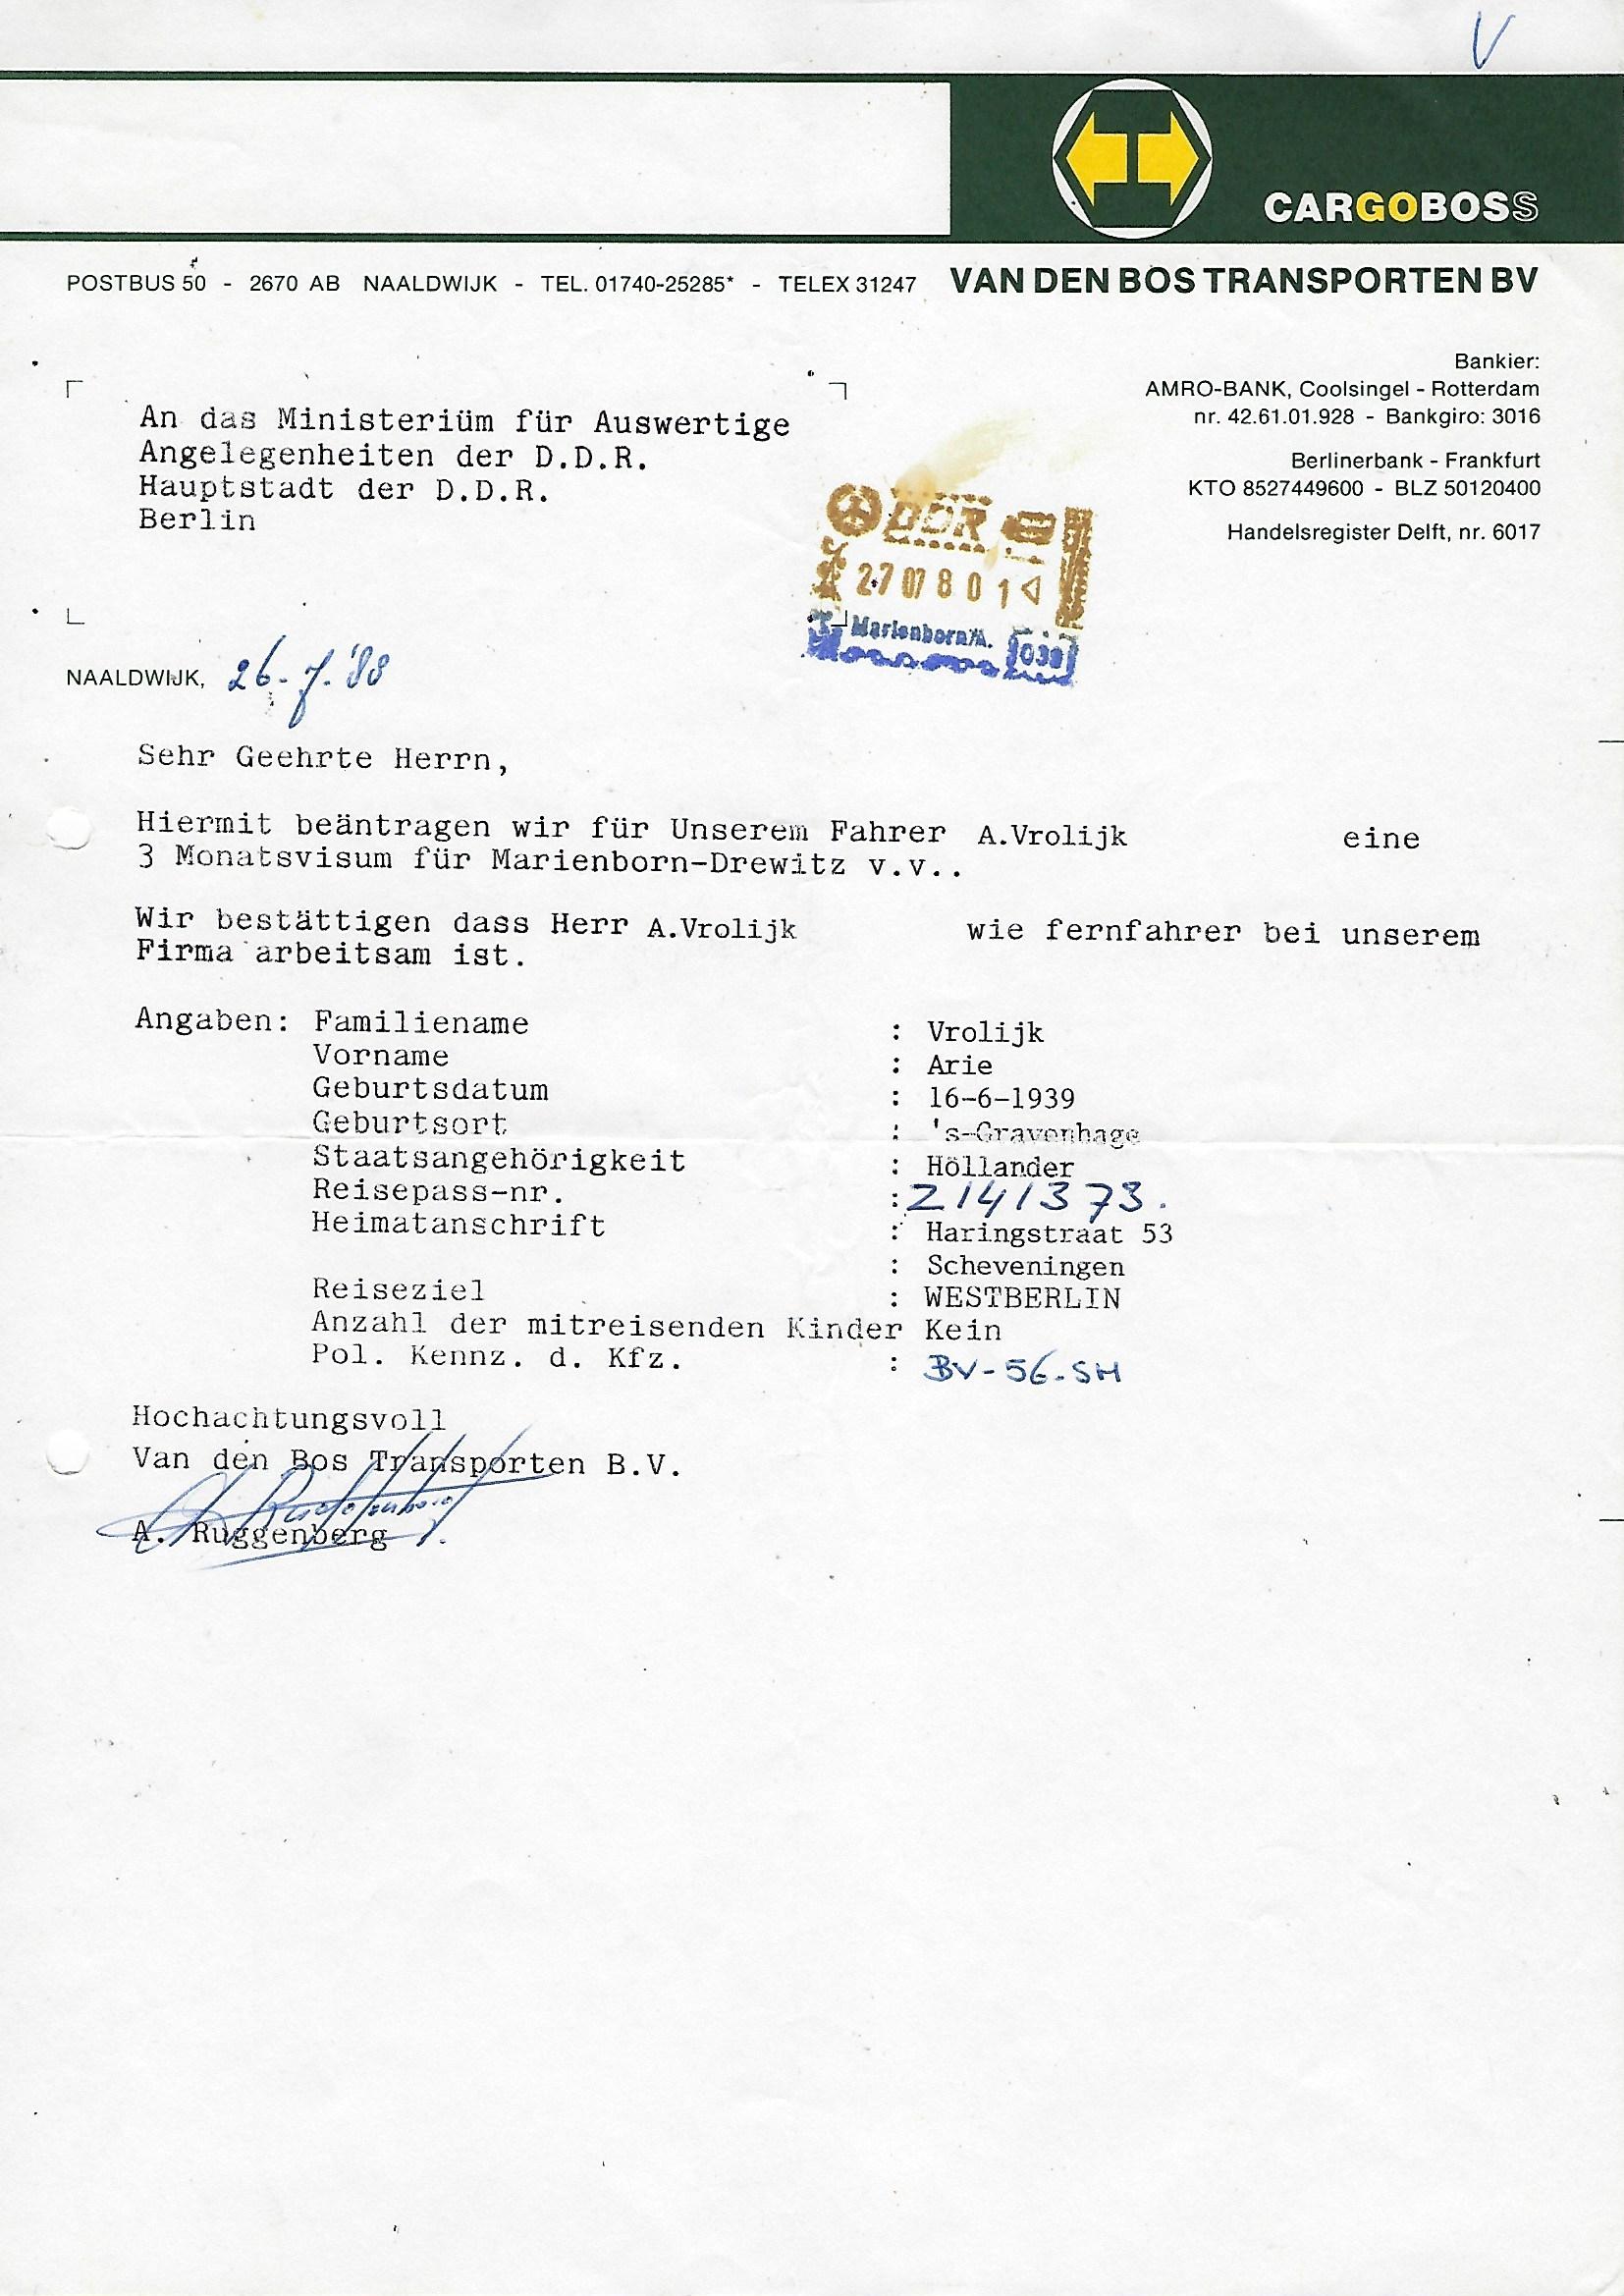 V
CARGOBOSS
POSTBUS 50 - 2670 AB NAALDWIJK - TEL. 01740-25285* - TELEX 31247 VAN DEN BOS TRANSPORTEN BV
Bankier:
AMRO-BANK, Coolsingel - Rotterdam
nr. 42.61.01.928 - Bankgiro: 3016
Berlinerbank - Frankfurt
KTO 8527449600 - BLZ 50120400
Handelsregister Delft, nr. 6017
An das Ministeriüm für Auswertige
Angelegenheiten der D.D.R.
Hauptstadt der D.D.R.
Berlin
DDR
27 07 8 0 1
Marienborn/A. 039
NAALDWIJK, 26-7-'88
Sehr Geehrte Herrn,
Hiermit beäntragen wir für Unserem Fahrer A.Vrolijk eine
3 Monatsvisum für Marienborn-Drewitz v.v..
Wir bestättigen dass Herr A.Vrolijk wie fernfahrer bei unserem
Firma arbeitsam ist.
Angaben: Familiename : Vrolijk
Vorname : Arie
Geburtsdatum : 16-6-1939
Geburtsort : 's-Gravenhage
Staatsangehörigkeit : Höllander
Reisepass-nr. : Z141373.
Heimatanschrift : Haringstraat 53
: Scheveningen
Reiseziel : WESTBERLIN
Anzahl der mitreisenden Kinder Kein
Pol. Kennz. d. Kfz. : BV-56-SH
Hochachtungsvoll
Van den Bos Transporten B.V.
A. Ruggenberg